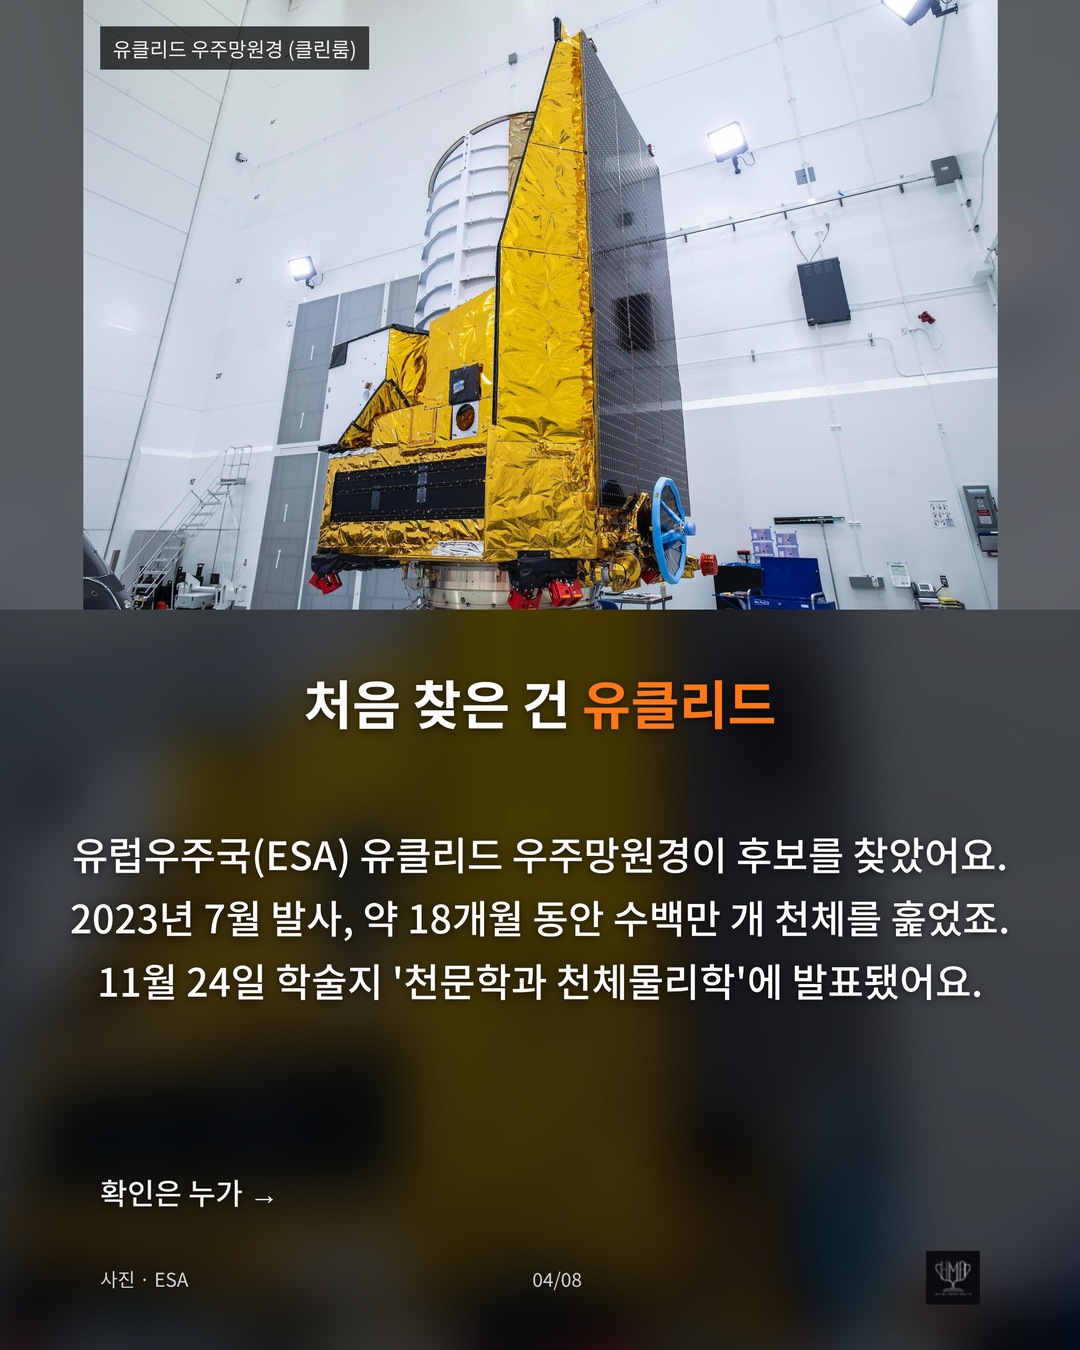 유클리드 우주망원경 (클린룸)
처음 찾은 건 유클리드
유럽우주국(ESA) 유클리드 우주망원경이 후보를 찾았어요.
2023년 7월 발사, 약 18개월 동안 수백만 개 천체를 훑었죠.
11월 24일 학술지 '천문학과 천체물리학'에 발표됐어요.
확인은 누가 →
사진 · ESA
04/08